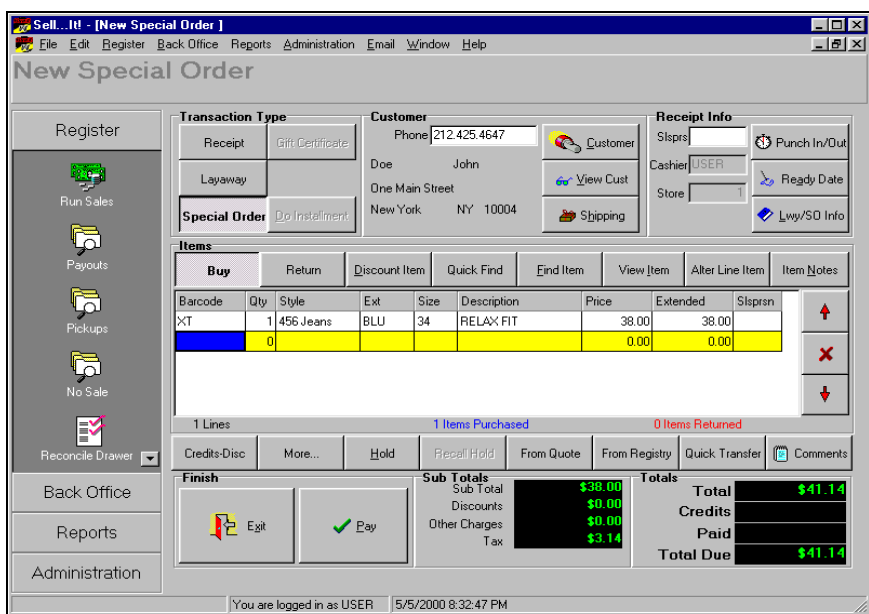 Sell...It! - [New Special Order ]
File Edit Register Back Office Reports Administration Email Window Help
New Special Order
Register
Run Sales
Payouts
Pickups
No Sale
Reconcile Drawer
Back Office
Reports
Administration
Transaction Type
Receipt Gift Certificate
Layaway
Special Order Do Installment
Customer
Phone 212.425.4647
Doe John
One Main Street
New York NY 10004
Customer
View Cust
Shipping
Receipt Info
Slsprs
Cashier USER
Store 1
Punch In/Out
Ready Date
Lwy/SO Info
Items
Buy Return Discount Item Quick Find Find Item View Item Alter Line Item Item Notes
Barcode Qty Style Ext Size Description Price Extended Slsprsn
XT 1 456 Jeans BLU 34 RELAX FIT 38.00 38.00
0 0.00 0.00
1 Lines 1 Items Purchased 0 Items Returned
Credits-Disc More... Hold Recall Hold From Quote From Registry Quick Transfer Comments
Finish
Exit Pay
Sub Totals
Sub Total $38.00
Discounts $0.00
Other Charges $0.00
Tax $3.14
Totals
Total $41.14
Credits
Paid
Total Due $41.14
You are logged in as USER 5/5/2000 8:32:47 PM